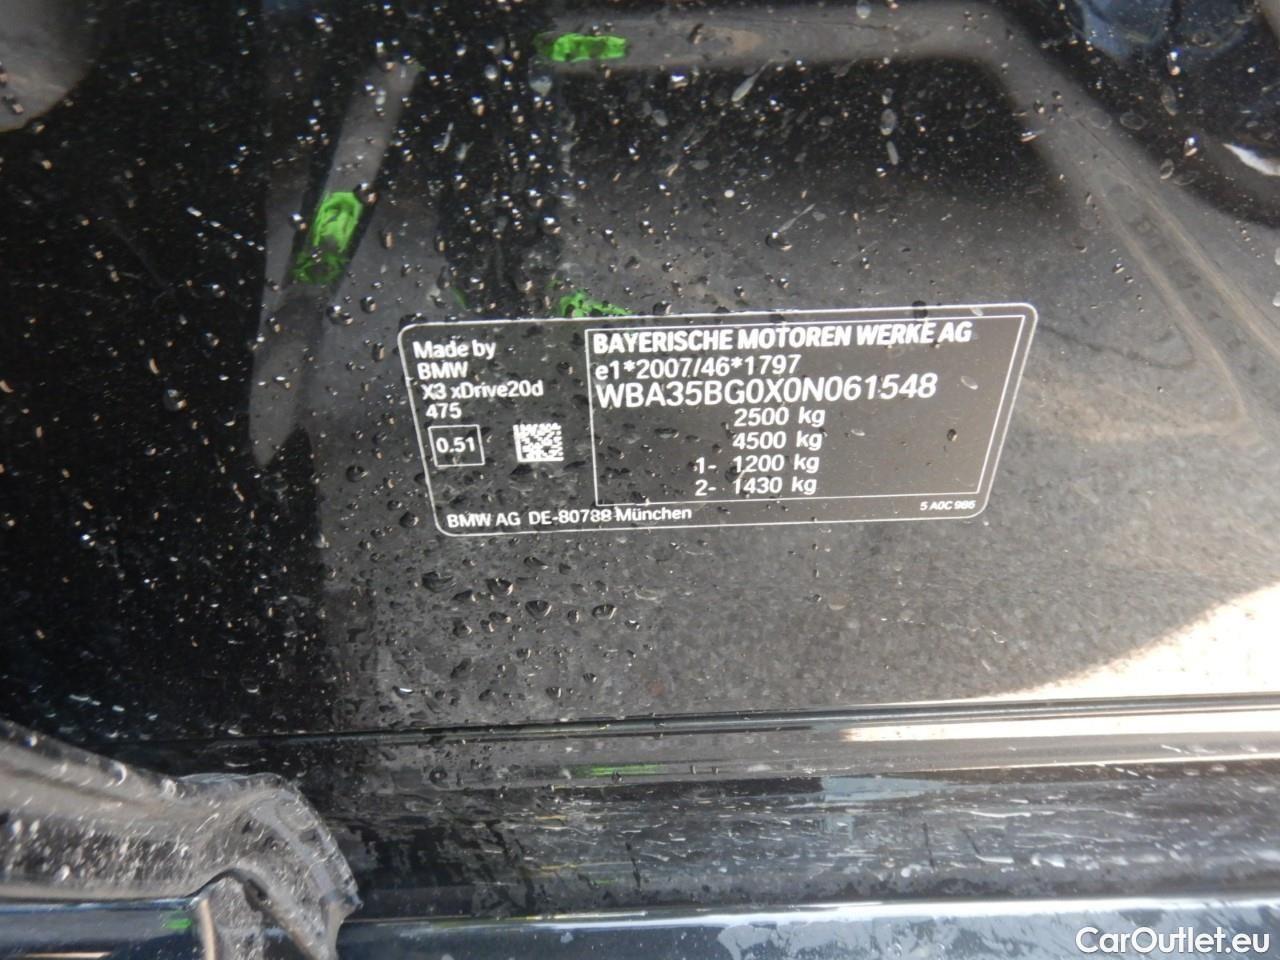 Made by
BMW
X3 xDrive20d
475
0.51
BMW AG DE-80788 München
BAYERISCHE MOTOREN WERKE AG
e1*2007/46*1797
WBA35BG0X0N061548
2500 kg
4500 kg
1- 1200 kg
2- 1430 kg
5 A0C 985
CarOutlet.eu